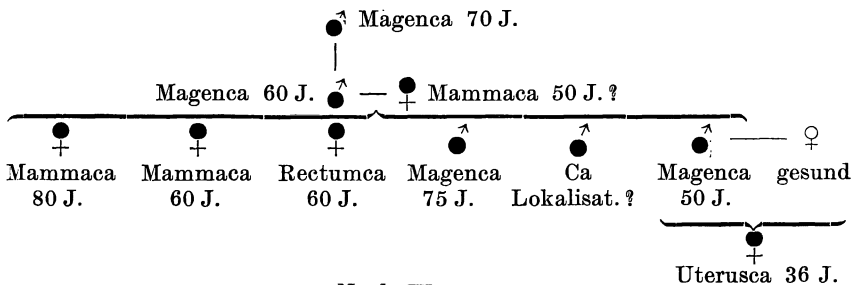 Magenca 70 J.
Magenca 60 J. Mammaca 50 J.?
Mammaca Mammaca Rectumca Magenca Ca Magenca gesund
80 J. 60 J. 60 J. 75 J. Lokalisat.? 50 J.
Uterusca 36 J.